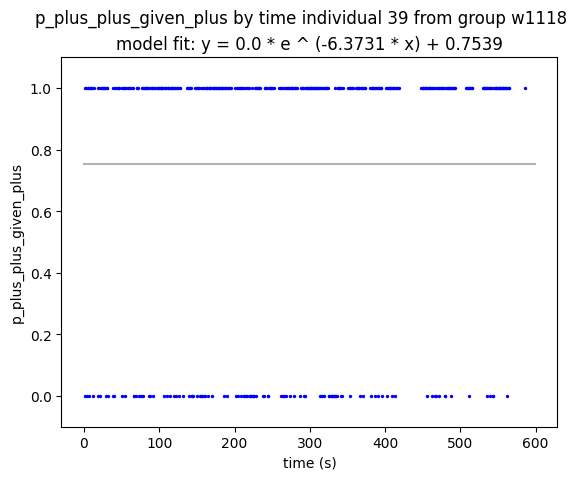 p_plus_plus_given_plus by time individual 39 from group w1118
model fit: y = 0.0 * e ^ (-6.3731 * x) + 0.7539
p_plus_plus_given_plus
1.0
0.8
0.6
0.4
0.2
0.0
0 100 200 300 400 500 600
time (s)